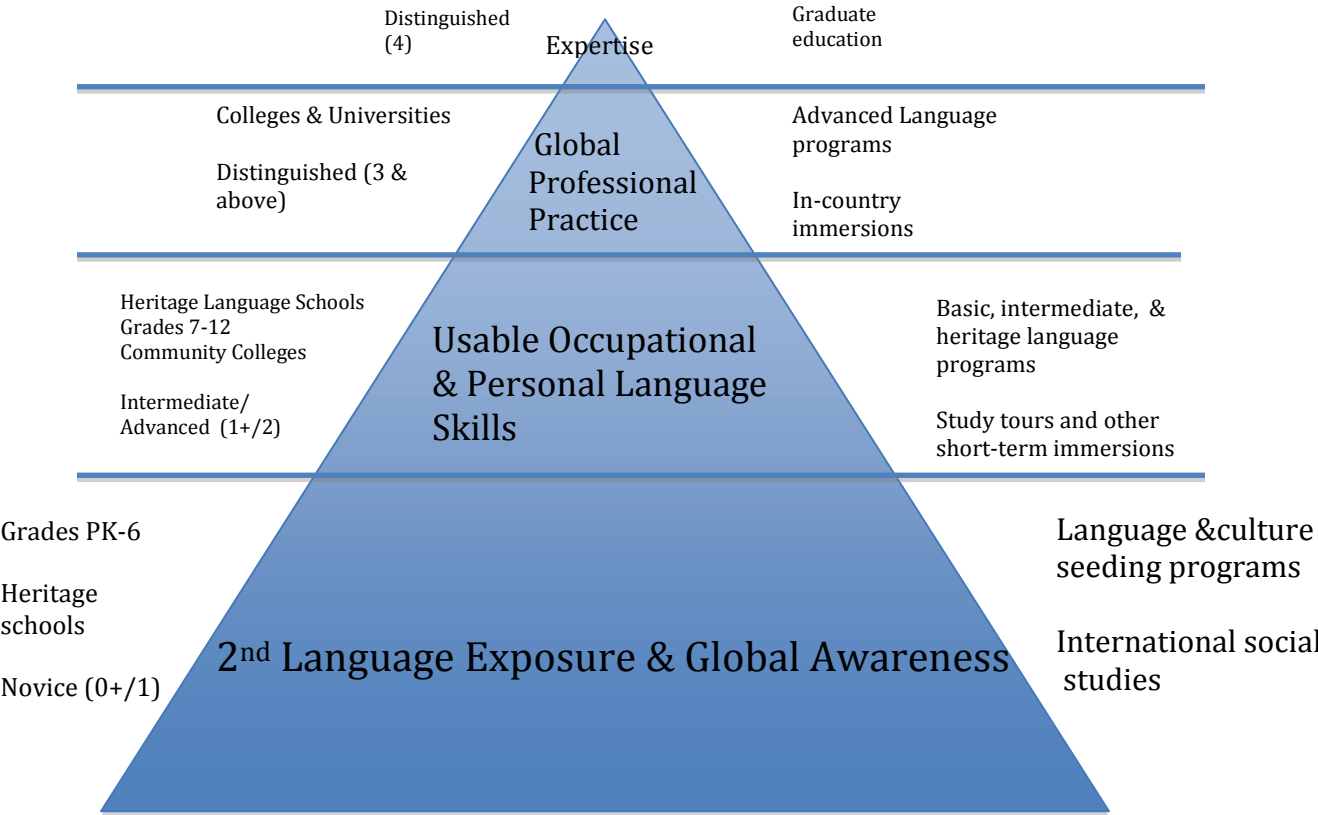 Distinguished
(4)
Expertise
Graduate
education
Colleges & Universities
Distinguished (3 &
above)
Global
Professional
Practice
Advanced Language
programs
In-country
immersions
Heritage Language Schools
Grades 7-12
Community Colleges
Intermediate/
Advanced (1+/2)
Usable Occupational
& Personal Language
Skills
Basic, intermediate, &
heritage language
programs
Study tours and other
short-term immersions
Grades PK-6
Heritage
schools
Novice (0+/1)
2nd Language Exposure & Global Awareness
Language &culture
seeding programs
International social
studies